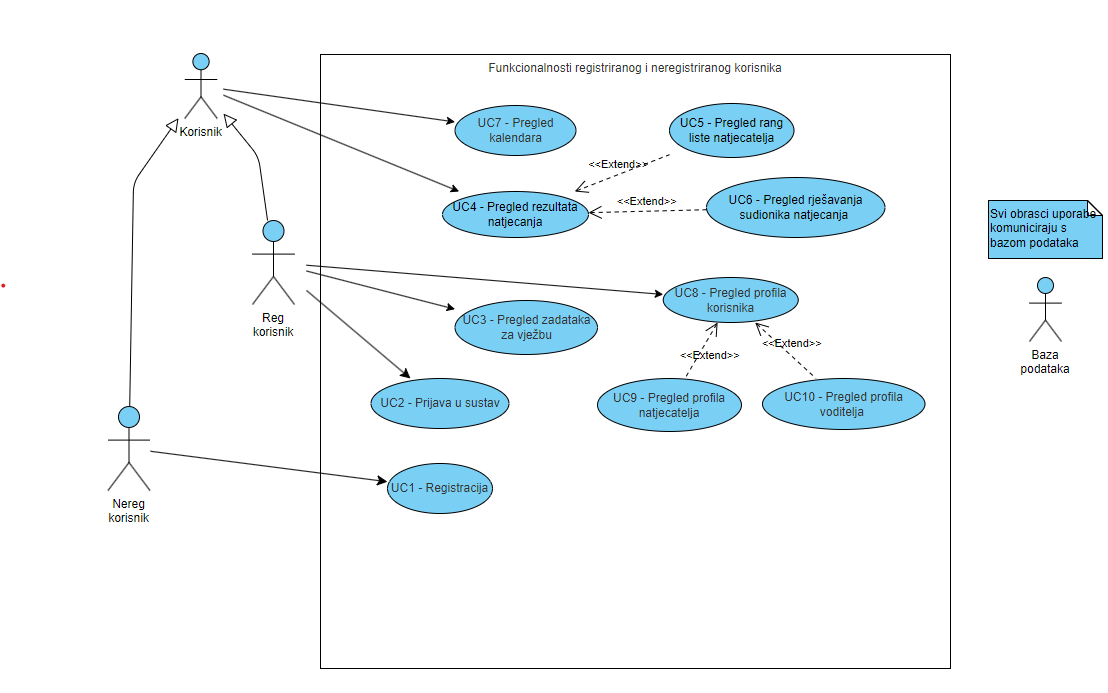 Funkcionalnosti registriranog i neregistriranog korisnika
Korisnik
UC7 - Pregled
kalendara
UC5 - Pregled rang
liste natjecatelja
<<Extend>>
UC4 - Pregled rezultata
natjecanja
<<Extend>>
UC6 - Pregled rješavanja
sudionika natjecanja
Svi obrasci uporabe
komuniciraju s
bazom podataka
Reg
korisnik
UC8 - Pregled profila
korisnika
UC3 - Pregled zadataka
za vježbu
<<Extend>>
<<Extend>>
Baza
podataka
UC2 - Prijava u sustav
UC9 - Pregled profila
natjecatelja
UC10 - Pregled profila
voditelja
UC1 - Registracija
Nereg
korisnik